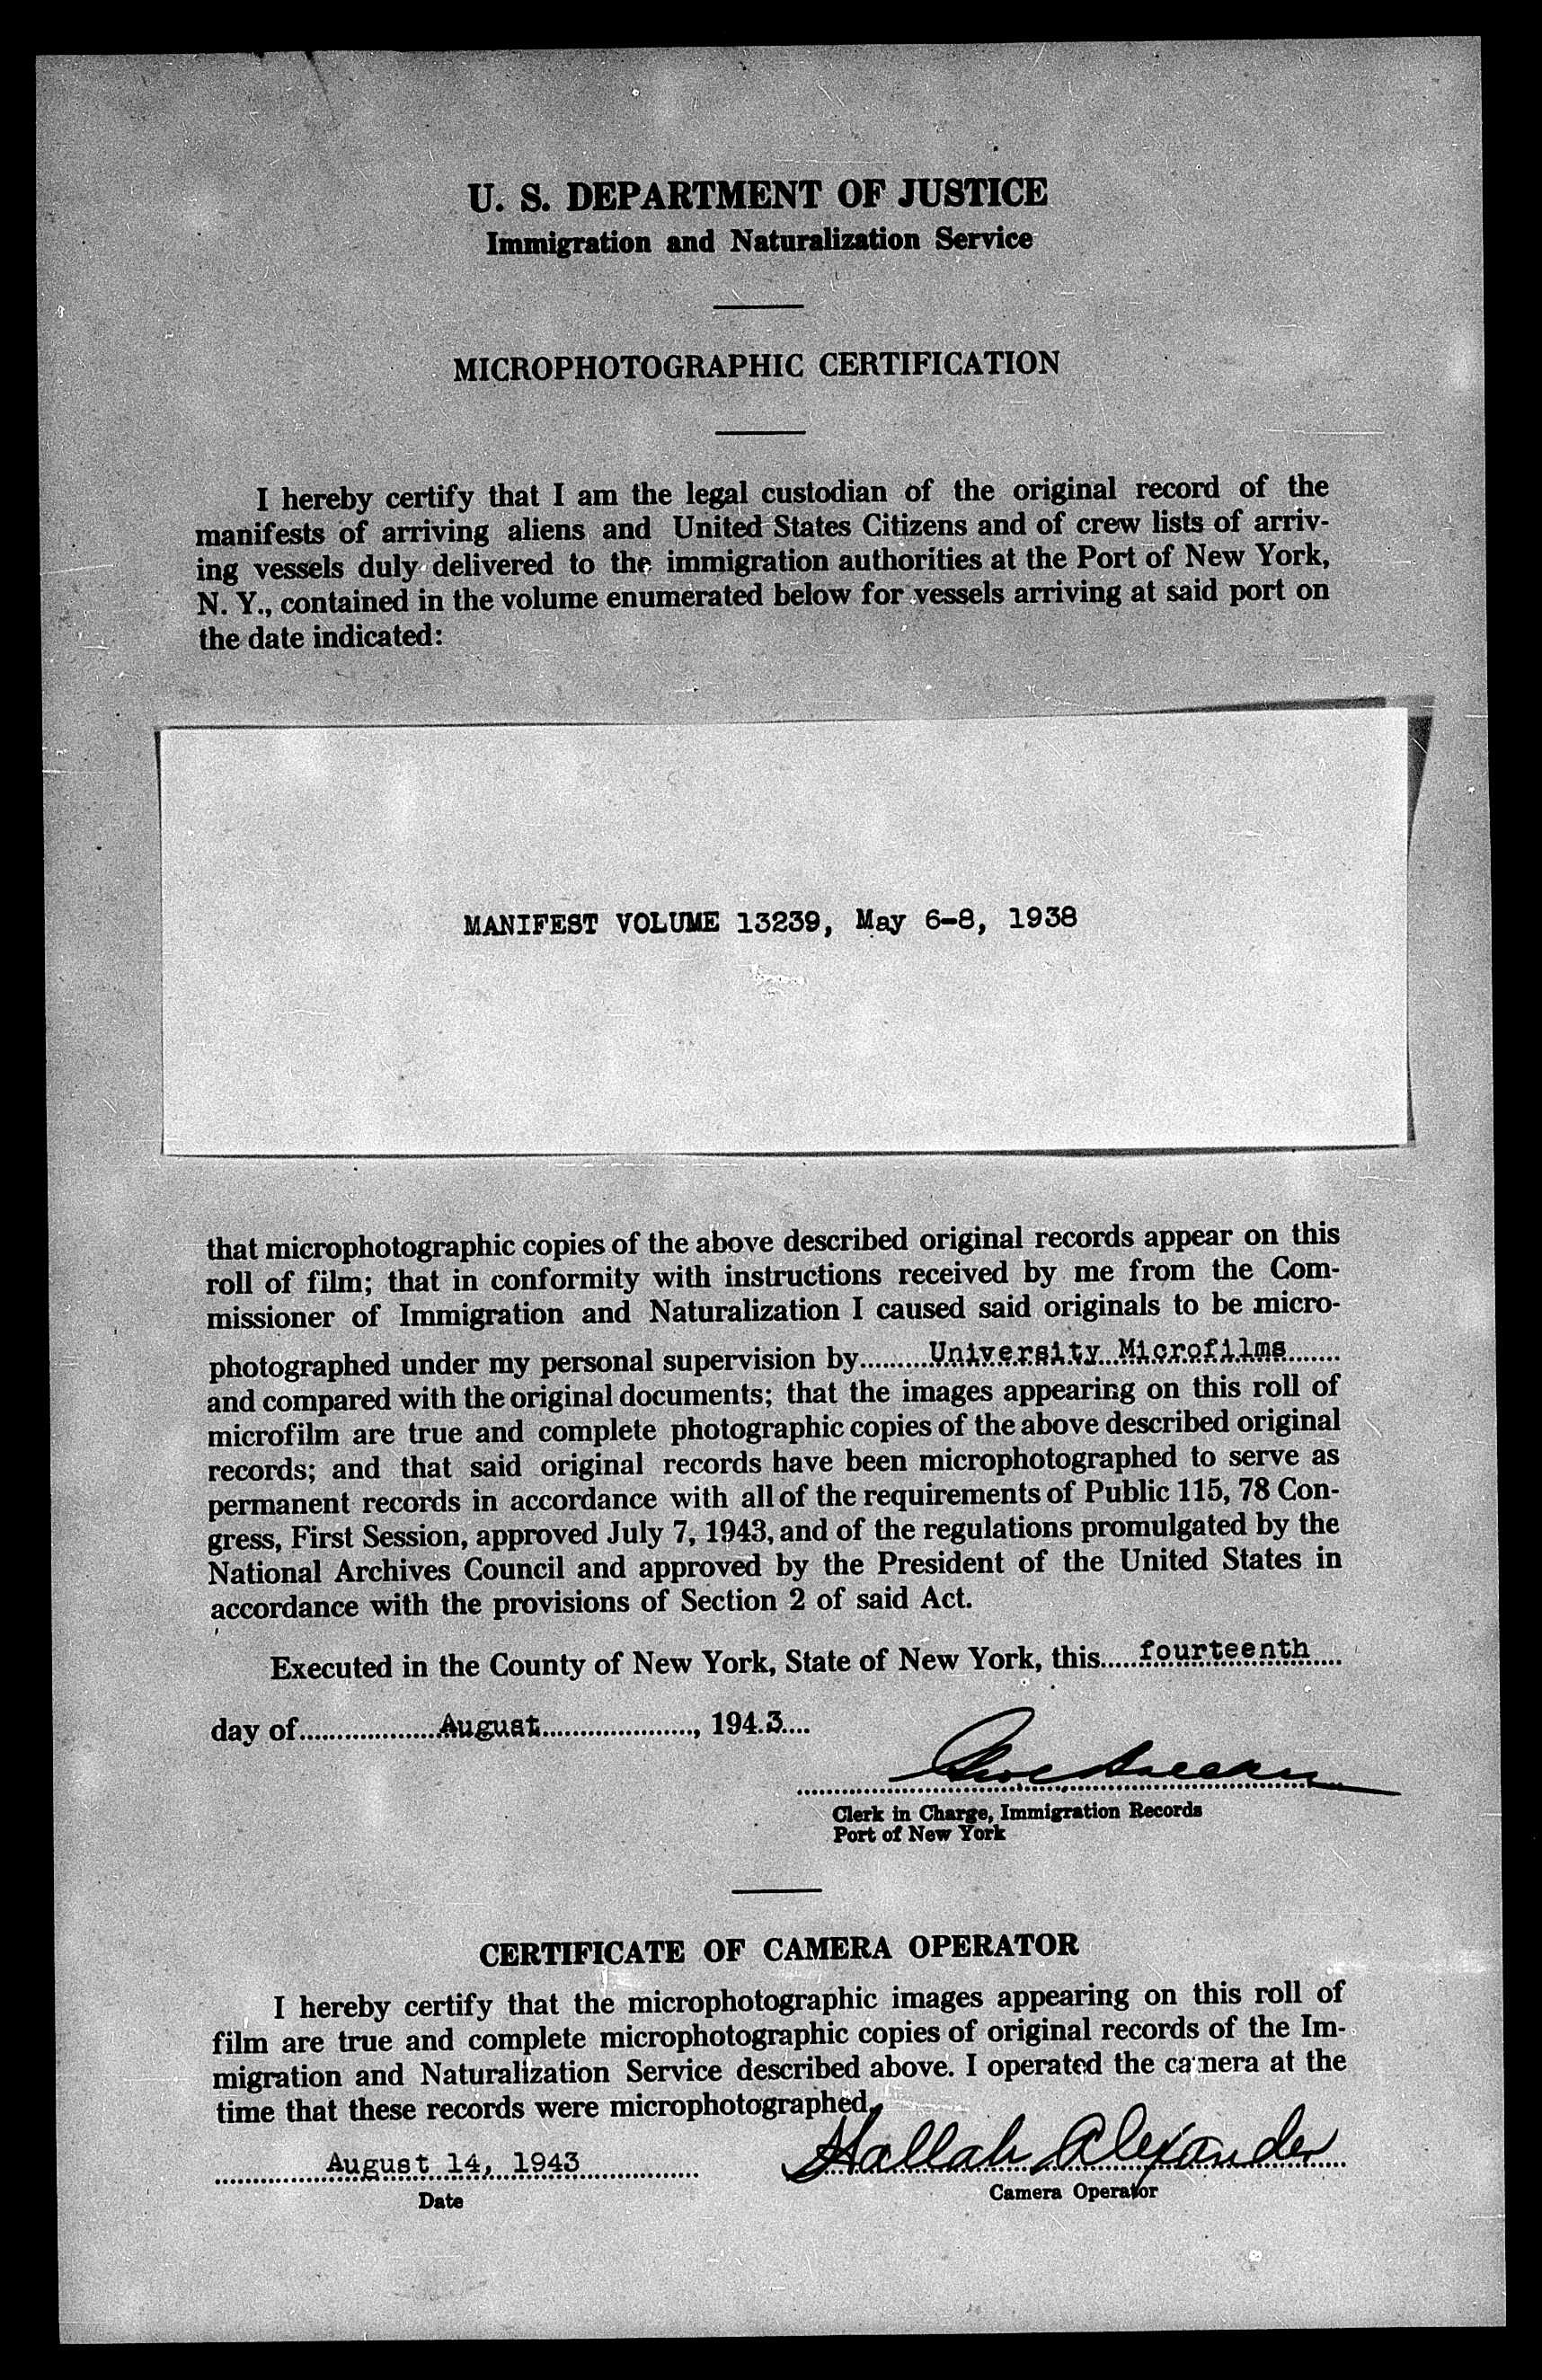 U. S. DEPARTMENT OF JUSTICE
Immigration and Naturalization Service
MICROPHOTOGRAPHIC CERTIFICATION
I hereby certify that I am the legal custodian of the original record of the
manifests of arriving aliens and United States Citizens and of crew lists of arriv-
ing vessels duly delivered to the immigration authorities at the Port of New York,
N. Y., contained in the volume enumerated below for vessels arriving at said port on
the date indicated:
MANIFEST VOLUME 13239, May 6-8, 1938
that microphotographic copies of the above described original records appear on this
roll of film; that in conformity with instructions received by me from the Com-
missioner of Immigration and Naturalization I caused said originals to be micro-
photographed under my personal supervision by.........University Microfilms.......
and compared with the original documents; that the images appearing on this roll of
microfilm are true and complete photographic copies of the above described original
records; and that said original records have been microphotographed to serve as
permanent records in accordance with all of the requirements of Public 115, 78 Con-
gress, First Session, approved July 7, 1943, and of the regulations promulgated by the
National Archives Council and approved by the President of the United States in
accordance with the provisions of Section 2 of said Act.
Executed in the County of New York, State of New York, this.....fourteenth....
day of...................August...................., 194.3....
Clerk in Charge, Immigration Records
Port of New York
CERTIFICATE OF CAMERA OPERATOR
I hereby certify that the microphotographic images appearing on this roll of
film are true and complete microphotographic copies of original records of the Im-
migration and Naturalization Service described above. I operated the camera at the
time that these records were microphotographed.
August 14, 1943
Hallah Alexander
Date
Camera Operator